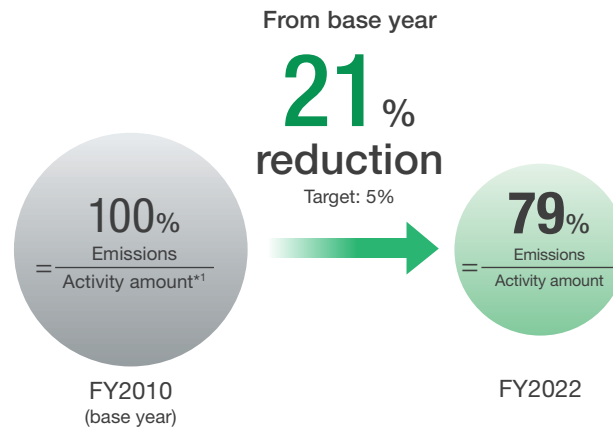 From base year
21%
reduction
Target: 5%
100%
= Emissions
Activity amount*1
FY2010
(base year)
79%
= Emissions
Activity amount
FY2022